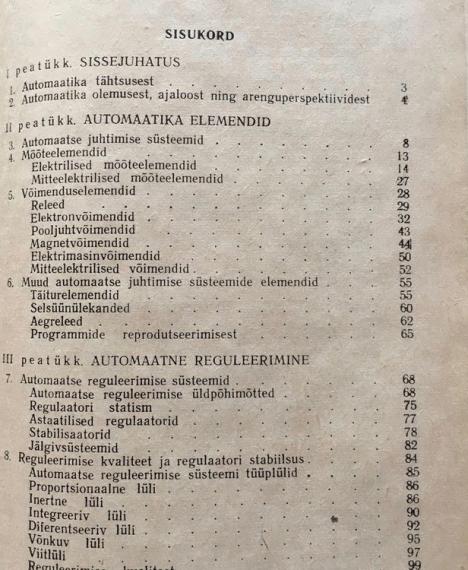 SISUKORD
I peatükk. SISSEJUHATUS
1. Automaatika tähtsusest . . . . . . . . 3
2. Automaatika olemusest, ajaloost ning arenguperspektiividest 4
II peatükk. AUTOMAATIKA ELEMENDID
3. Automaatse juhtimise süsteemid . . . . . . 8
4. Mõõteelemendid . . . . . . . . . 13
Elektrilised mõõteelemendid . . . . . . 14
Mitteelektrilised mõõteelemendid . . . . . 27
5. Võimenduselemendid . . . . . . . . 28
Releed . . . . . . . . . . 29
Elektronvõimendid . . . . . . . . 32
Pooljuhtvõimendid . . . . . . . . 43
Magnetvõimendid . . . . . . . . 44
Elektrimasinvõimendid . . . . . . . 50
Mitteelektrilised võimendid . . . . . . 52
6. Muud automaatse juhtimise süsteemide elemendid . . . 55
Täiturelemendid . . . . . . . . 55
Selsüünülekanded . . . . . . . . 60
Aegreleed . . . . . . . . . 62
Programmide reprodutseerimisest . . . . . 65
III peatükk. AUTOMAATNE REGULEERIMINE
7. Automaatse reguleerimise süsteemid . . . . . 68
Automaatse reguleerimise üldpõhimõtted . . . . 68
Regulaatori statism . . . . . . . 75
Astaatilised regulaatorid . . . . . . 77
Stabilisaatorid . . . . . . . . 78
Jälgivsüsteemid . . . . . . . . 82
8. Reguleerimise kvaliteet ja regulaatori stabiilsus . . . 84
Automaatse reguleerimise süsteemi tüüplülid . . . 85
Proportsionaalne lüli . . . . . . . 86
Inertne lüli . . . . . . . . 86
Integreeriv lüli . . . . . . . . 90
Diferentseeriv lüli . . . . . . . 92
Võnkuv lüli . . . . . . . . 95
Viitlüli . . . . . . . . . 97
Reguleerimise kvaliteet . . . . . . 99